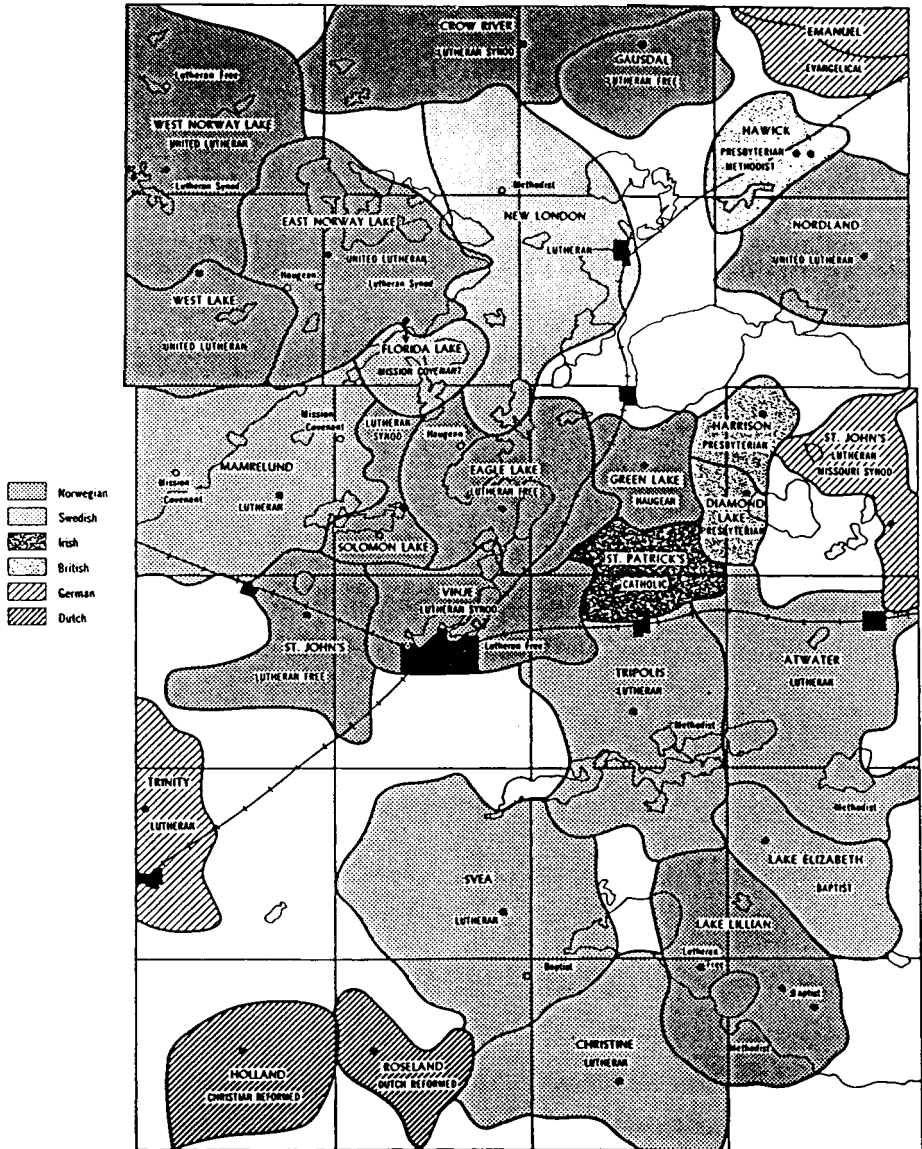 CROW RIVER
LUTHERAN SYNOD
GAUSDAL
LUTHERAN FREE
EMANUEL
EVANGELICAL
Lutheran Free
WEST NORWAY LAKE
UNITED LUTHERAN
Lutheran Synod
HAWICK
PRESBYTERIAN
METHODIST
Methodist
EAST NORWAY LAKE
NEW LONDON
NORDLAND
LUTHERAN
UNITED LUTHERAN
UNITED LUTHERAN
Haugean
Lutheran Synod
WEST LAKE
UNITED LUTHERAN
FLORIDA LAKE
MISSION COVENANT
Mission
Covenant
LUTHERAN
SYNOD
Haugean
HARRISON
PRESBYTERIAN
ST. JOHN'S
LUTHERAN
MISSOURI SYNOD
MAMRELUND
Mission
Covenant
LUTHERAN
EAGLE LAKE
LUTHERAN FREE
GREEN LAKE
HAUGEAN
DIAMOND
LAKE
PRESBYTERIAN
Norwegian
Swedish
Irish
British
German
Dutch
SOLOMON LAKE
ST. PATRICK'S
CATHOLIC
VINJE
LUTHERAN SYNOD
Lutheran Free
ST. JOHN'S
LUTHERAN FREE
TRIPOLIS
LUTHERAN
ATWATER
LUTHERAN
Methodist
TRINITY
LUTHERAN
Methodist
LAKE ELIZABETH
BAPTIST
SVEA
LUTHERAN
LAKE LILLIAN
Lutheran
Free
Baptist
Baptist
Methodist
CHRISTINE
LUTHERAN
HOLLAND
CHRISTIAN REFORMED
ROSELAND
DUTCH REFORMED